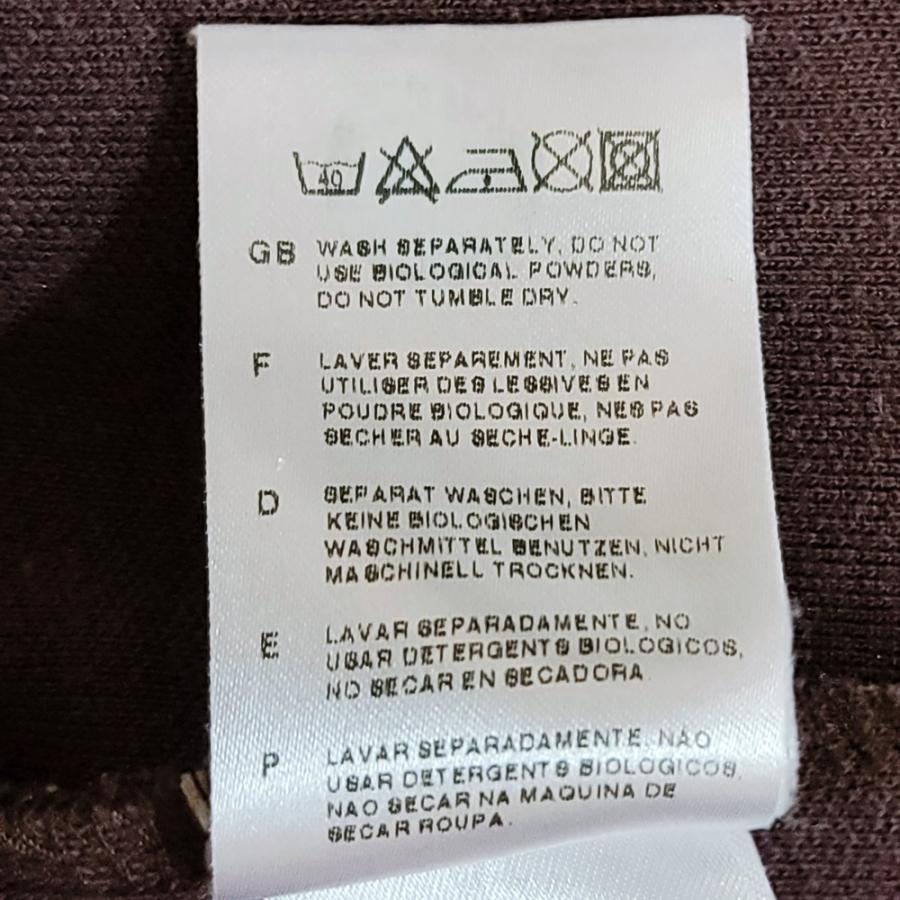 40
GB WASH SEPARATELY, DO NOT
USE BIOLOGICAL POWDERS,
DO NOT TUMBLE DRY.
F LAVER SEPAREMENT, NE PAS
UTILISER DES LESSIVES EN
POUDRE BIOLOGIQUE, NES PAS
SECHER AU SECHE-LINGE.
D SEPARAT WASCHEN, BITTE
KEINE BIOLOGISCHEN
WASCHMITTEL BENUTZEN, NICHT
MASCHINELL TROCKNEN.
E LAVAR SEPARADAMENTE, NO
USAR DETERGENTS BIOLOGICOS,
NO SECAR EN SECADORA.
P LAVAR SEPARADAMENTE, NÃO
USAR DETERGENTS BIOLOGICOS,
NAO SECAR NA MAQUINA DE
SECAR ROUPA.